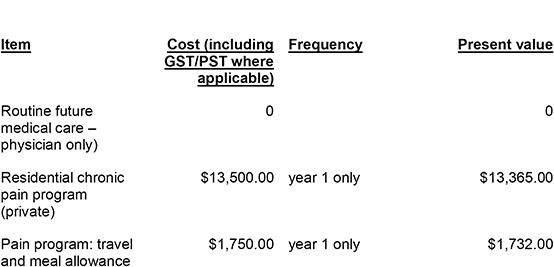 Item Cost (including Frequency Present value
GST/PST where
applicable)
Routine future 0 0
medical care –
physician only)
Residential chronic $13,500.00 year 1 only $13,365.00
pain program
(private)
Pain program: travel $1,750.00 year 1 only $1,732.00
and meal allowance